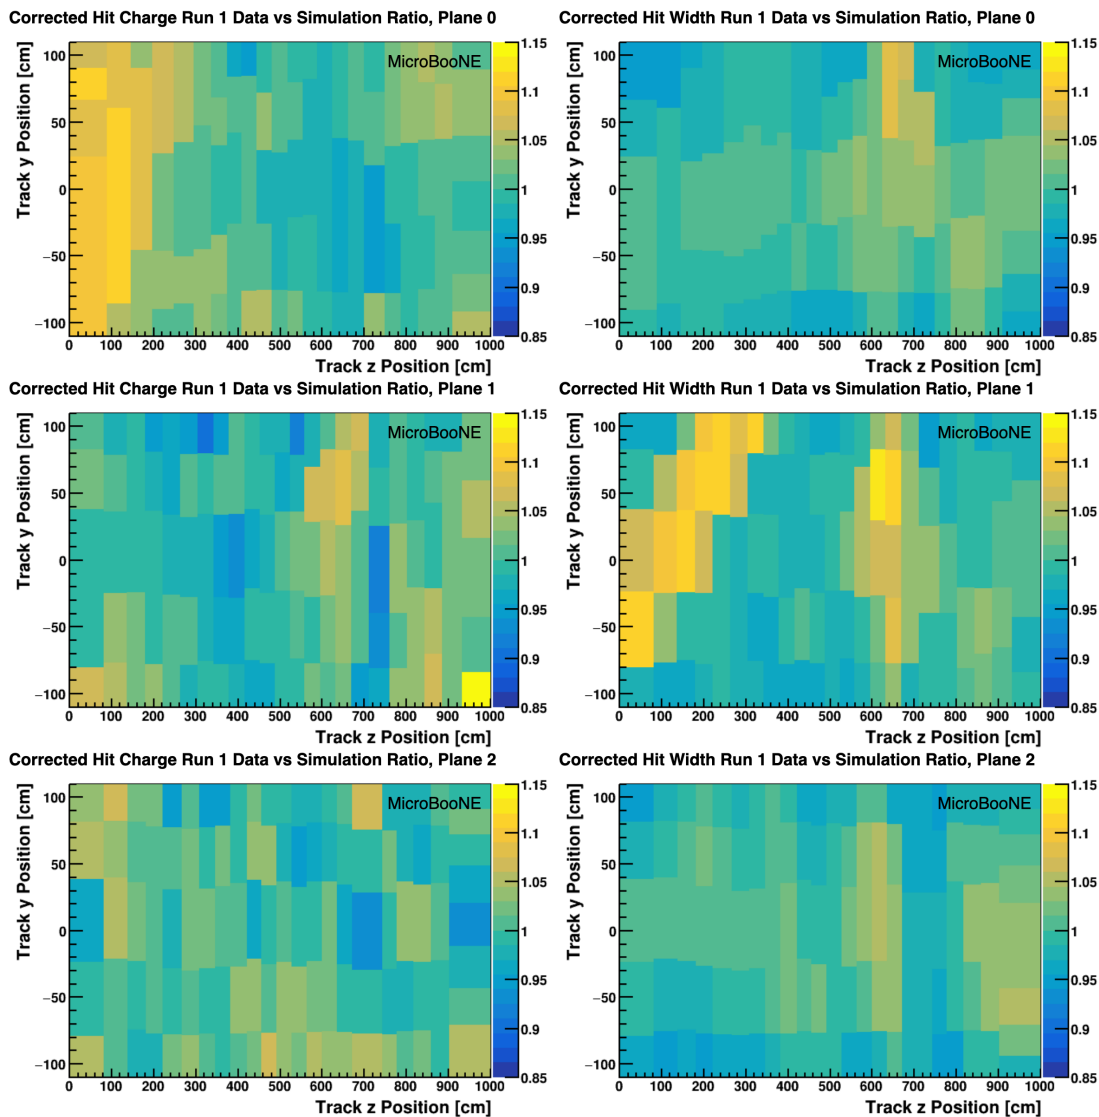 Corrected Hit Charge Run 1 Data vs Simulation Ratio, Plane 0
MicroBooNE
Track y Position [cm]
100
50
0
−50
−100
0 100 200 300 400 500 600 700 800 900 1000
Track z Position [cm]
1.15
1.1
1.05
1
0.95
0.9
0.85
Corrected Hit Width Run 1 Data vs Simulation Ratio, Plane 0
MicroBooNE
Track y Position [cm]
100
50
0
−50
−100
0 100 200 300 400 500 600 700 800 900 1000
Track z Position [cm]
1.15
1.1
1.05
1
0.95
0.9
0.85
Corrected Hit Charge Run 1 Data vs Simulation Ratio, Plane 1
MicroBooNE
Track y Position [cm]
100
50
0
−50
−100
0 100 200 300 400 500 600 700 800 900 1000
Track z Position [cm]
1.15
1.1
1.05
1
0.95
0.9
0.85
Corrected Hit Width Run 1 Data vs Simulation Ratio, Plane 1
MicroBooNE
Track y Position [cm]
100
50
0
−50
−100
0 100 200 300 400 500 600 700 800 900 1000
Track z Position [cm]
1.15
1.1
1.05
1
0.95
0.9
0.85
Corrected Hit Charge Run 1 Data vs Simulation Ratio, Plane 2
MicroBooNE
Track y Position [cm]
100
50
0
−50
−100
0 100 200 300 400 500 600 700 800 900 1000
Track z Position [cm]
1.15
1.1
1.05
1
0.95
0.9
0.85
Corrected Hit Width Run 1 Data vs Simulation Ratio, Plane 2
MicroBooNE
Track y Position [cm]
100
50
0
−50
−100
0 100 200 300 400 500 600 700 800 900 1000
Track z Position [cm]
1.15
1.1
1.05
1
0.95
0.9
0.85